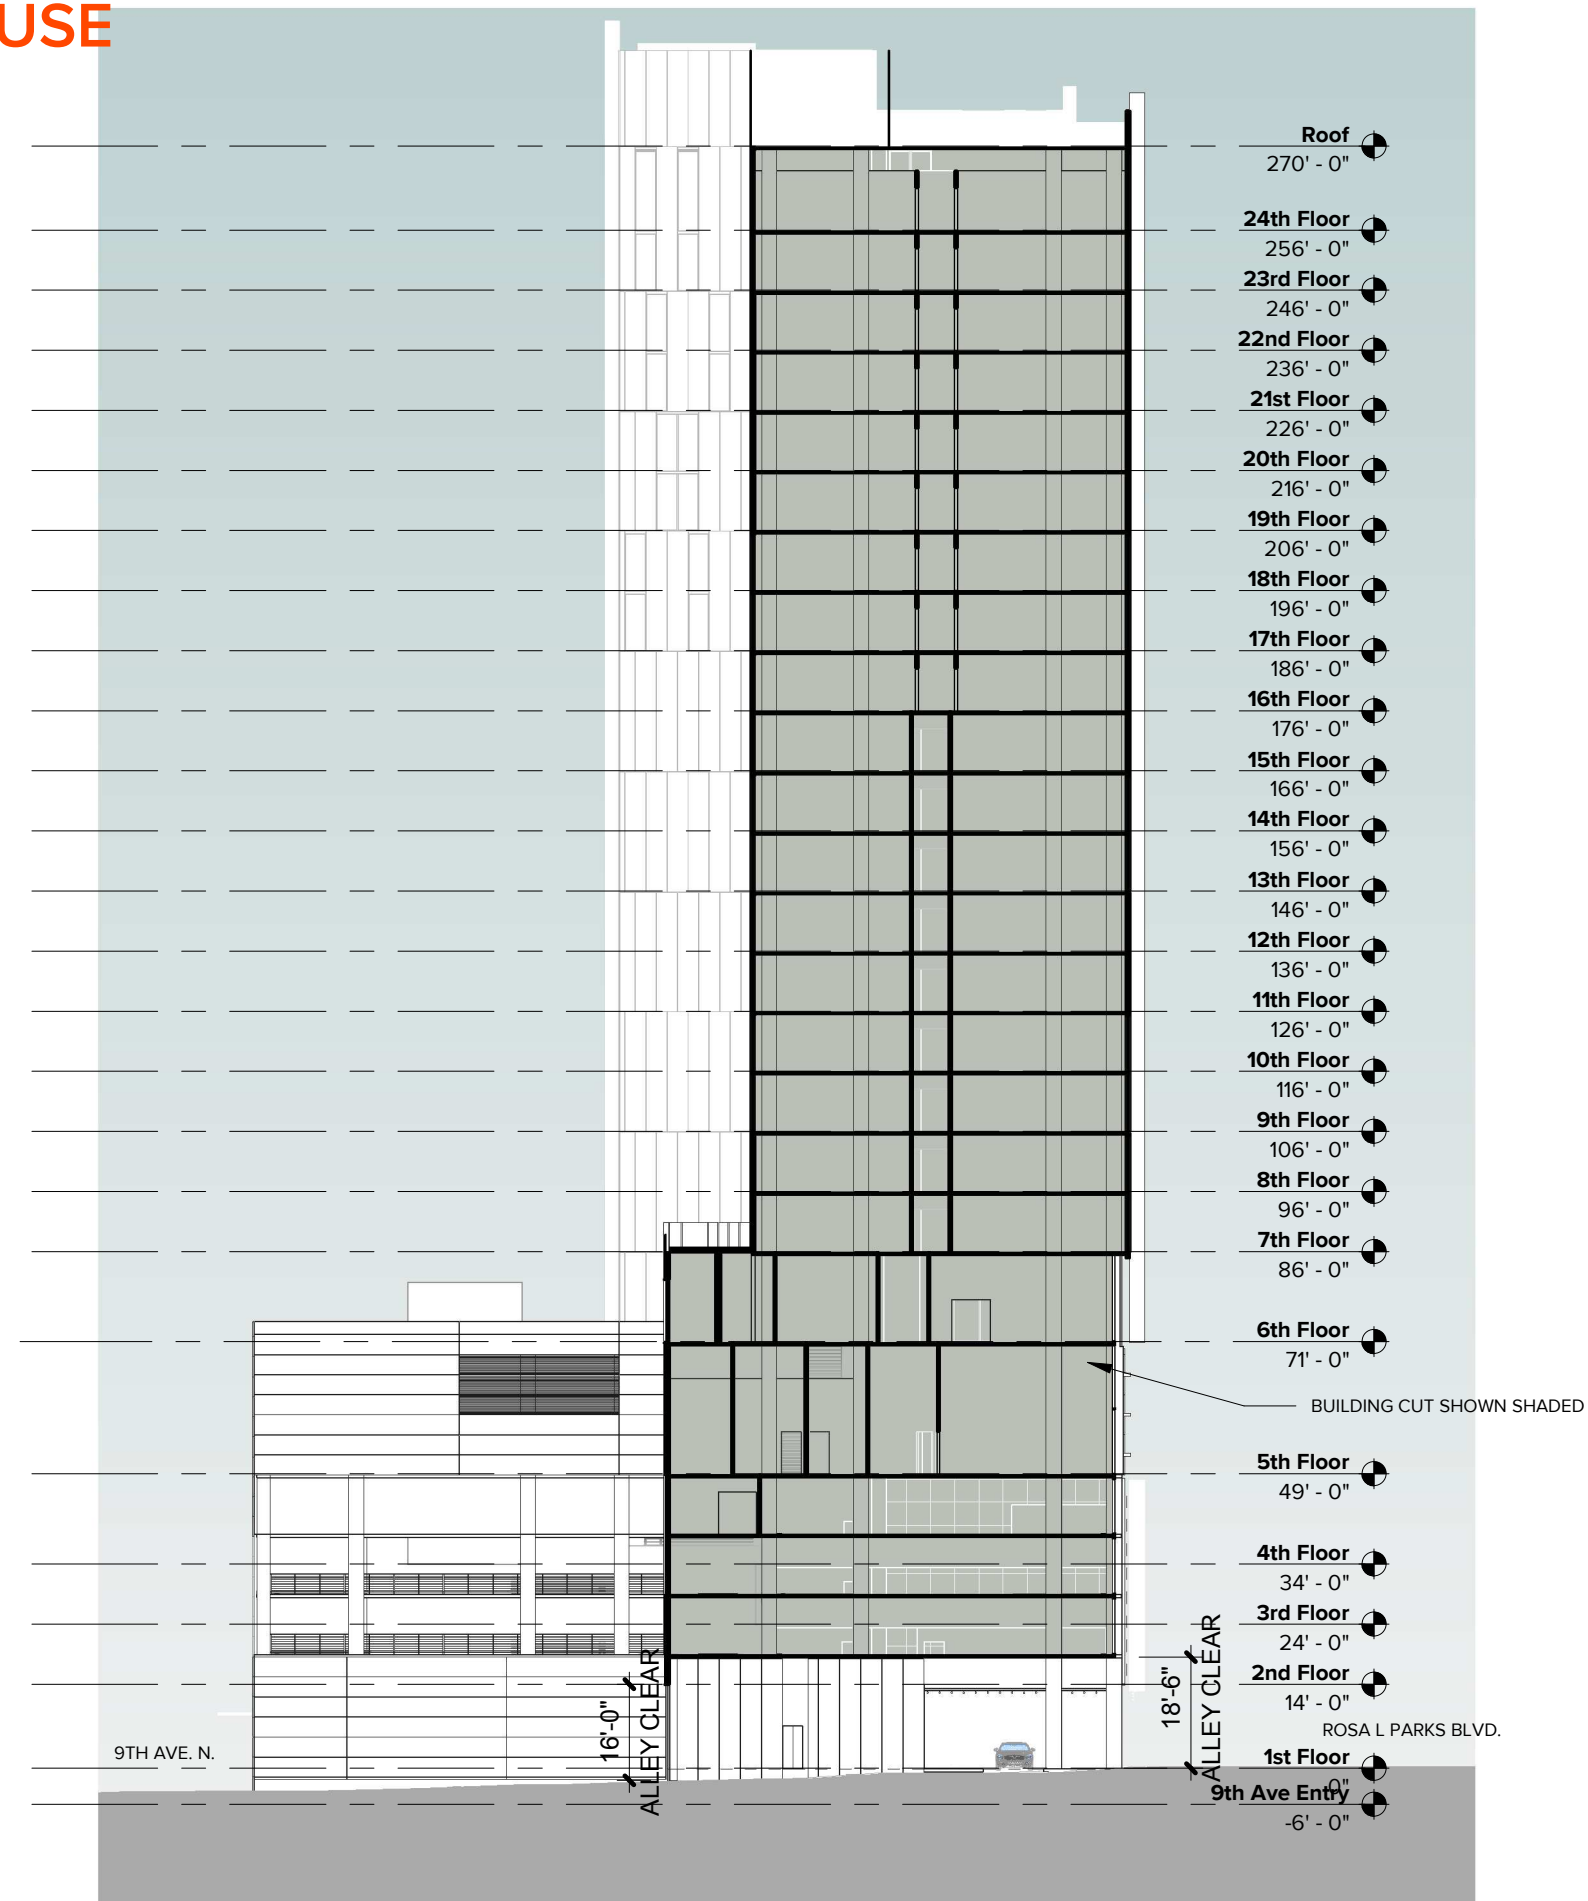 USE
Roof
270' - 0"
24th Floor
256' - 0"
23rd Floor
246' - 0"
22nd Floor
236' - 0"
21st Floor
226' - 0"
20th Floor
216' - 0"
19th Floor
206' - 0"
18th Floor
196' - 0"
17th Floor
186' - 0"
16th Floor
176' - 0"
15th Floor
166' - 0"
14th Floor
156' - 0"
13th Floor
146' - 0"
12th Floor
136' - 0"
11th Floor
126' - 0"
10th Floor
116' - 0"
9th Floor
106' - 0"
8th Floor
96' - 0"
7th Floor
86' - 0"
6th Floor
71' - 0"
BUILDING CUT SHOWN SHADED
5th Floor
49' - 0"
4th Floor
34' - 0"
3rd Floor
24' - 0"
2nd Floor
14' - 0"
16'-0"
ALLEY CLEAR
18'-6"
ALLEY CLEAR
ROSA L PARKS BLVD.
9TH AVE. N.
1st Floor
0"
9th Ave Entry
-6' - 0"